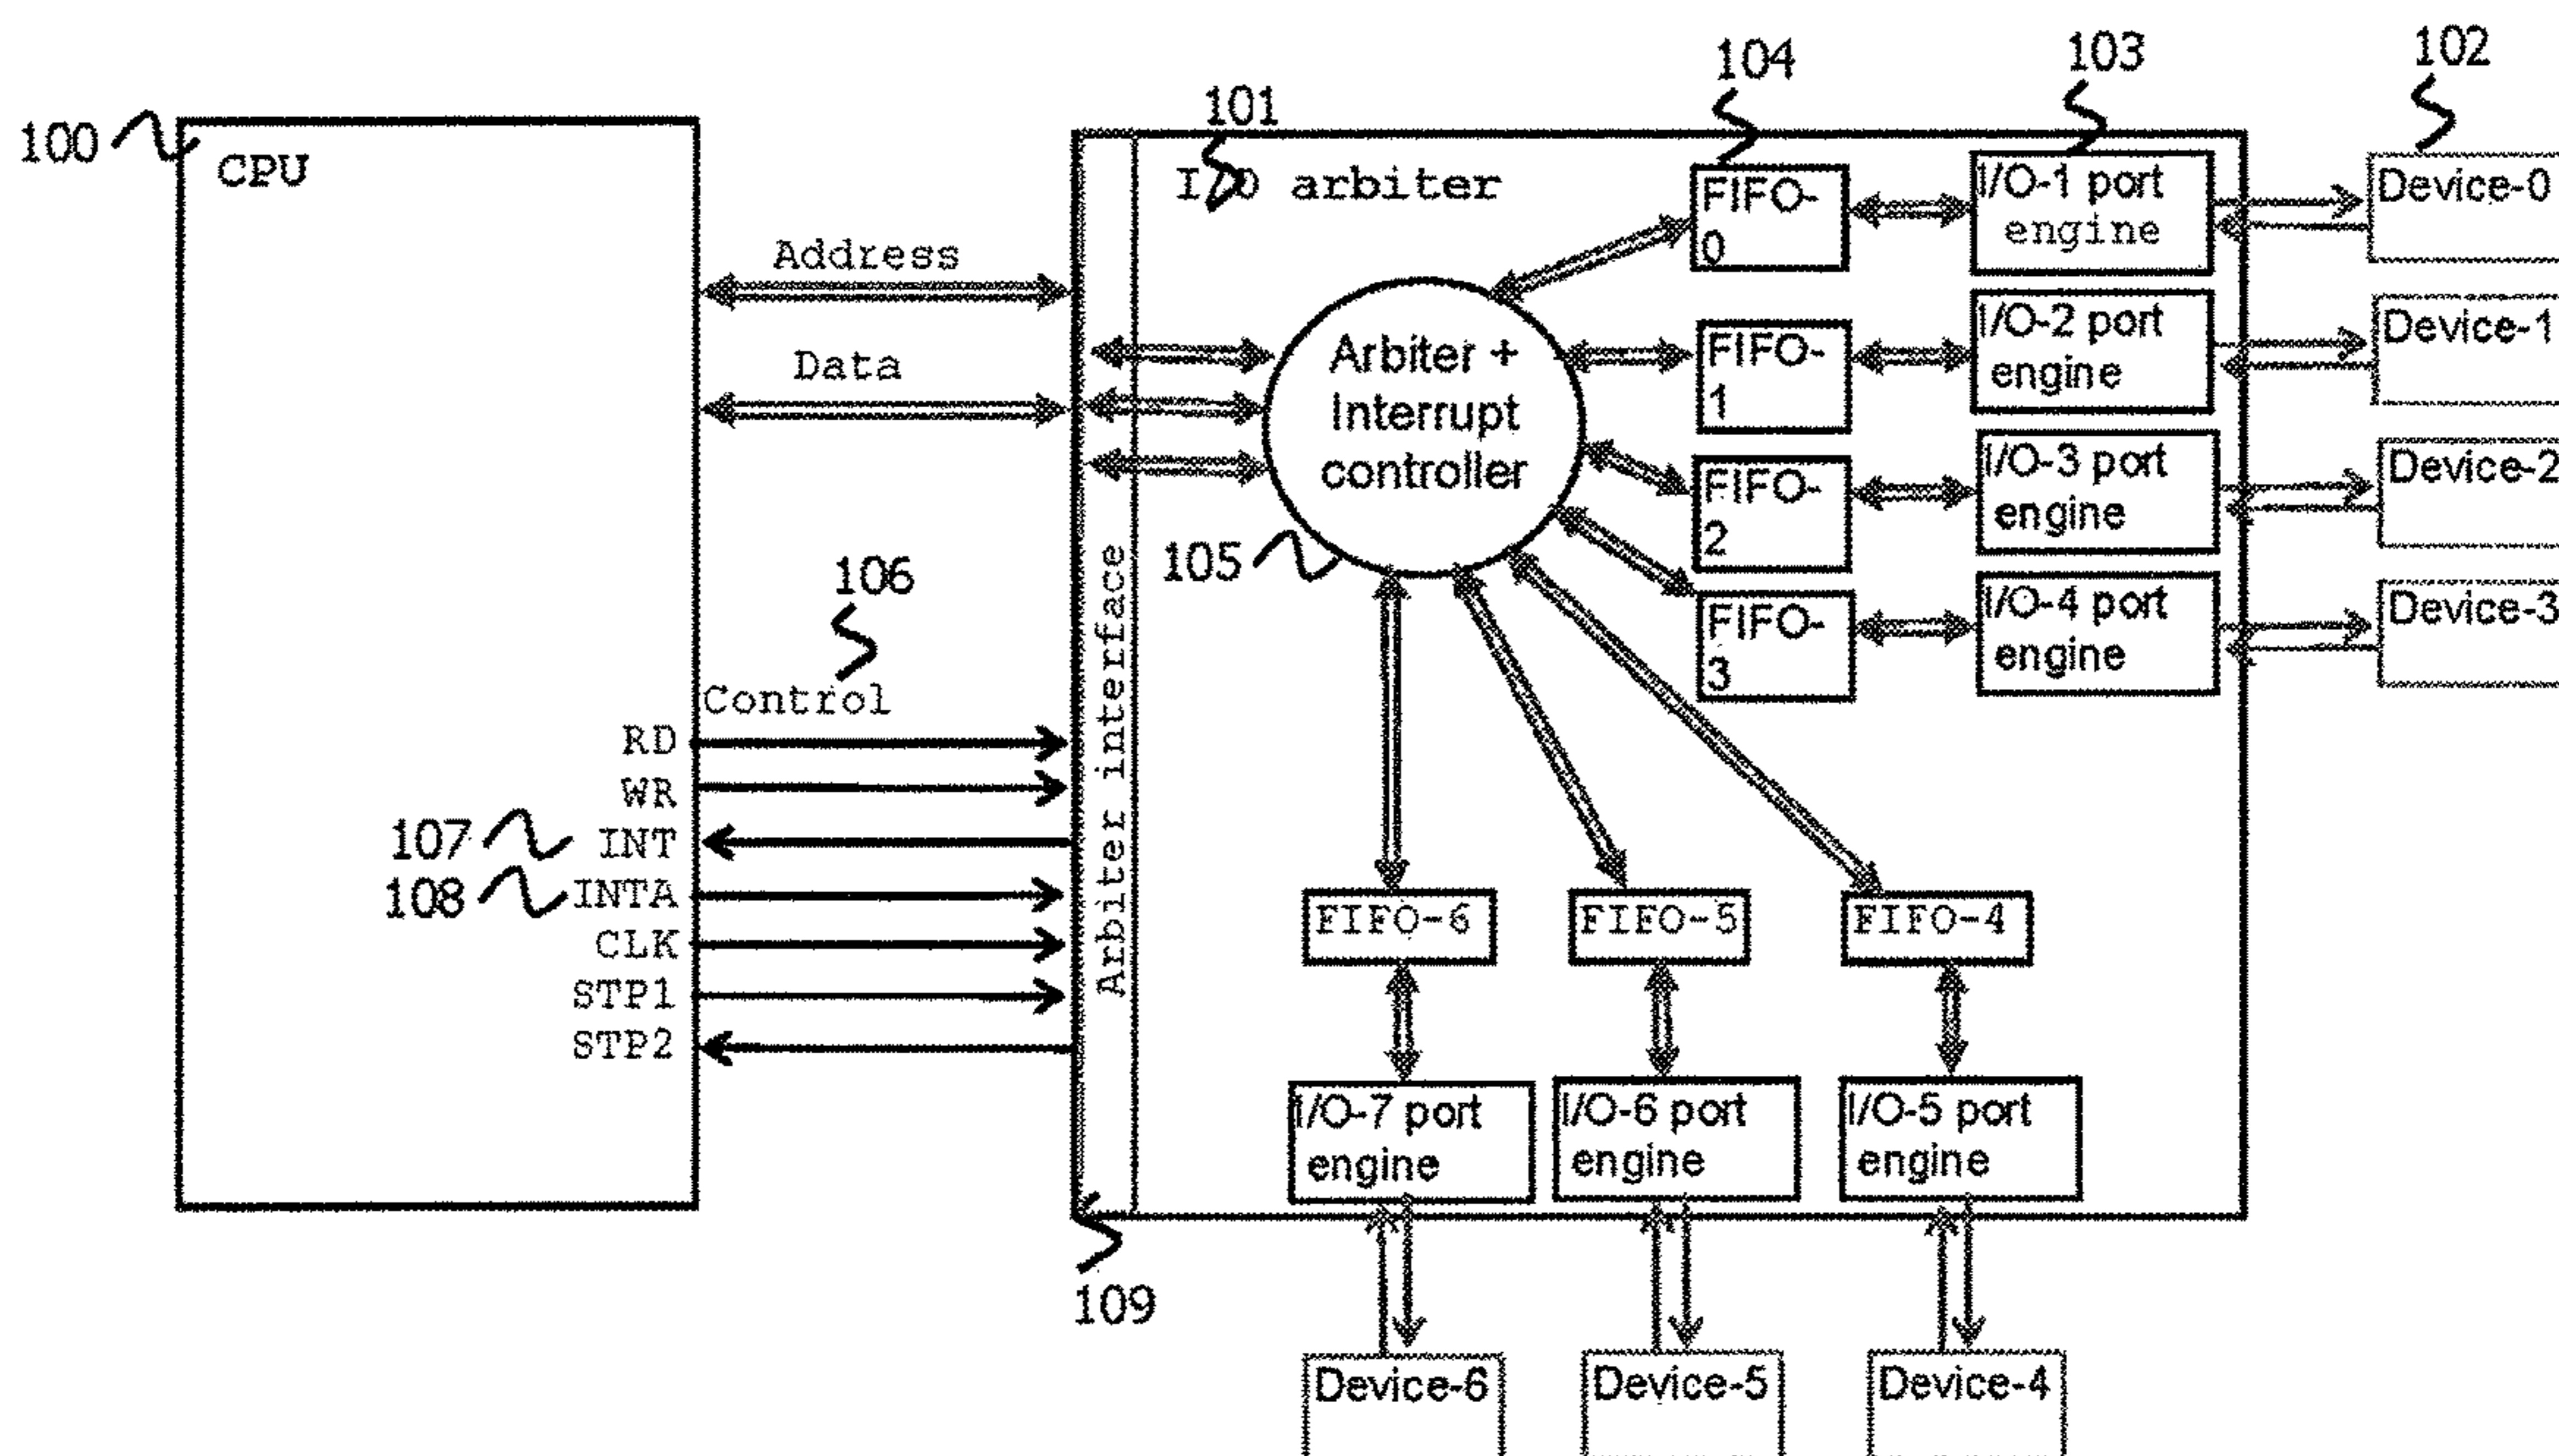 102
103
104
101
100
CPU
I/O arbiter
FIFO-
0
I/O-1 port
engine
Device-0
Address
Data
Arbiter +
Interrupt
controller
FIFO-
1
I/O-2 port
engine
Device-1
FIFO-
2
I/O-3 port
engine
Device-2
105
106
FIFO-
3
I/O-4 port
engine
Device-3
Arbiter interface
Control
RD
WR
107
INT
108
INTA
CLK
STP1
STP2
FIFO-6
FIFO-5
FIFO-4
I/O-7 port
engine
I/O-6 port
engine
I/O-5 port
engine
109
Device-6
Device-5
Device-4